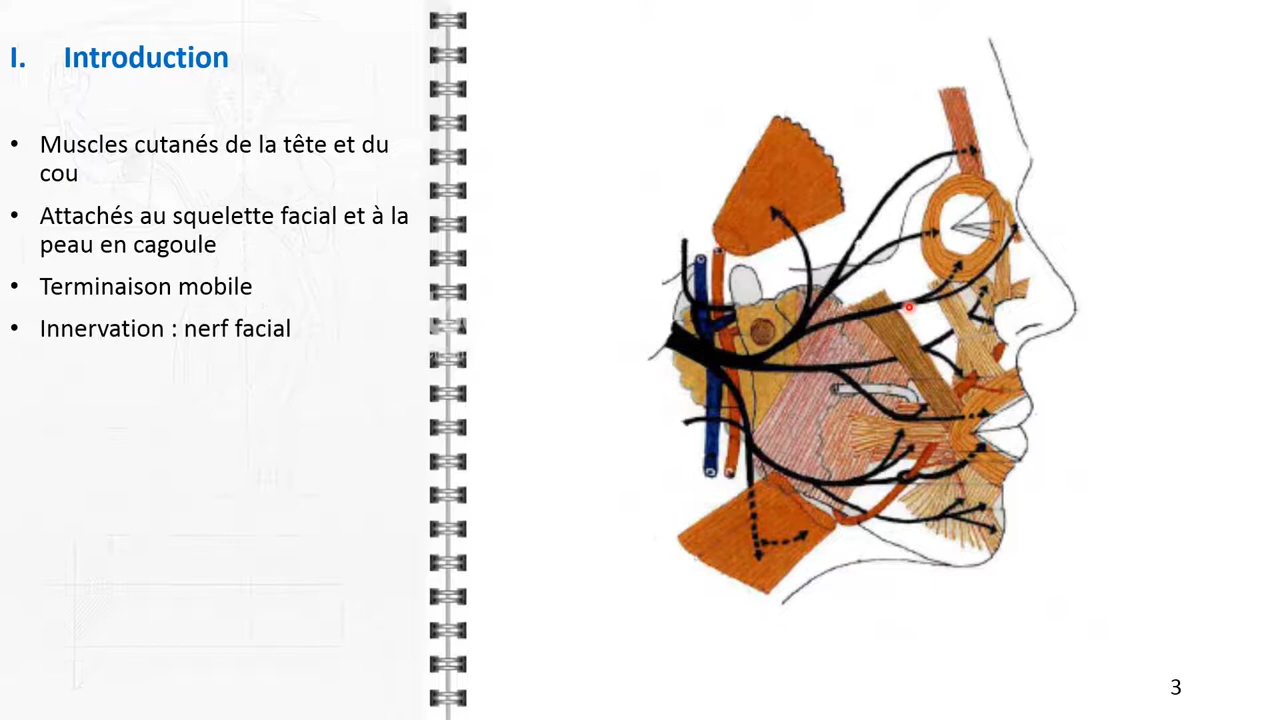 I. Introduction
• Muscles cutanés de la tête et du
cou
• Attachés au squelette facial et à la
peau en cagoule
• Terminaison mobile
• Innervation : nerf facial
3